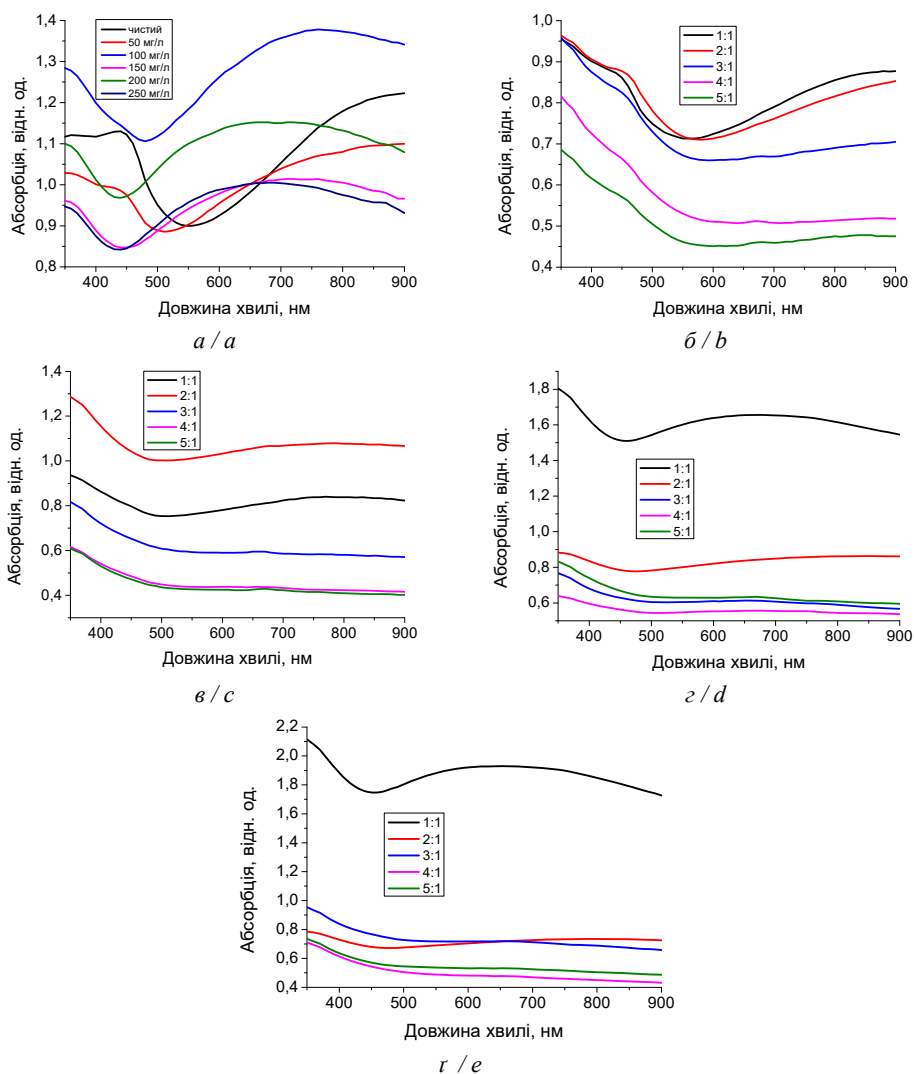 Абсорбція, відн. од.
1,4
1,3
1,2
1,1
1,0
0,9
0,8
чистий
50 мг/л
100 мг/л
150 мг/л
200 мг/л
250 мг/л
400 500 600 700 800 900
Довжина хвилі, нм
а / a
Абсорбція, відн. од.
1,0
0,9
0,8
0,7
0,6
0,5
0,4
1:1
2:1
3:1
4:1
5:1
400 500 600 700 800 900
Довжина хвилі, нм
б / b
Абсорбція, відн. од.
1,4
1,2
1,0
0,8
0,6
0,4
1:1
2:1
3:1
4:1
5:1
400 500 600 700 800 900
Довжина хвилі, нм
в / c
Абсорбція, відн. од.
1,8
1,6
1,4
1,2
1,0
0,8
0,6
1:1
2:1
3:1
4:1
5:1
400 500 600 700 800 900
Довжина хвилі, нм
г / d
Абсорбція, відн. од.
2,2
2,0
1,8
1,6
1,4
1,2
1,0
0,8
0,6
0,4
1:1
2:1
3:1
4:1
5:1
400 500 600 700 800 900
Довжина хвилі, нм
ґ / e